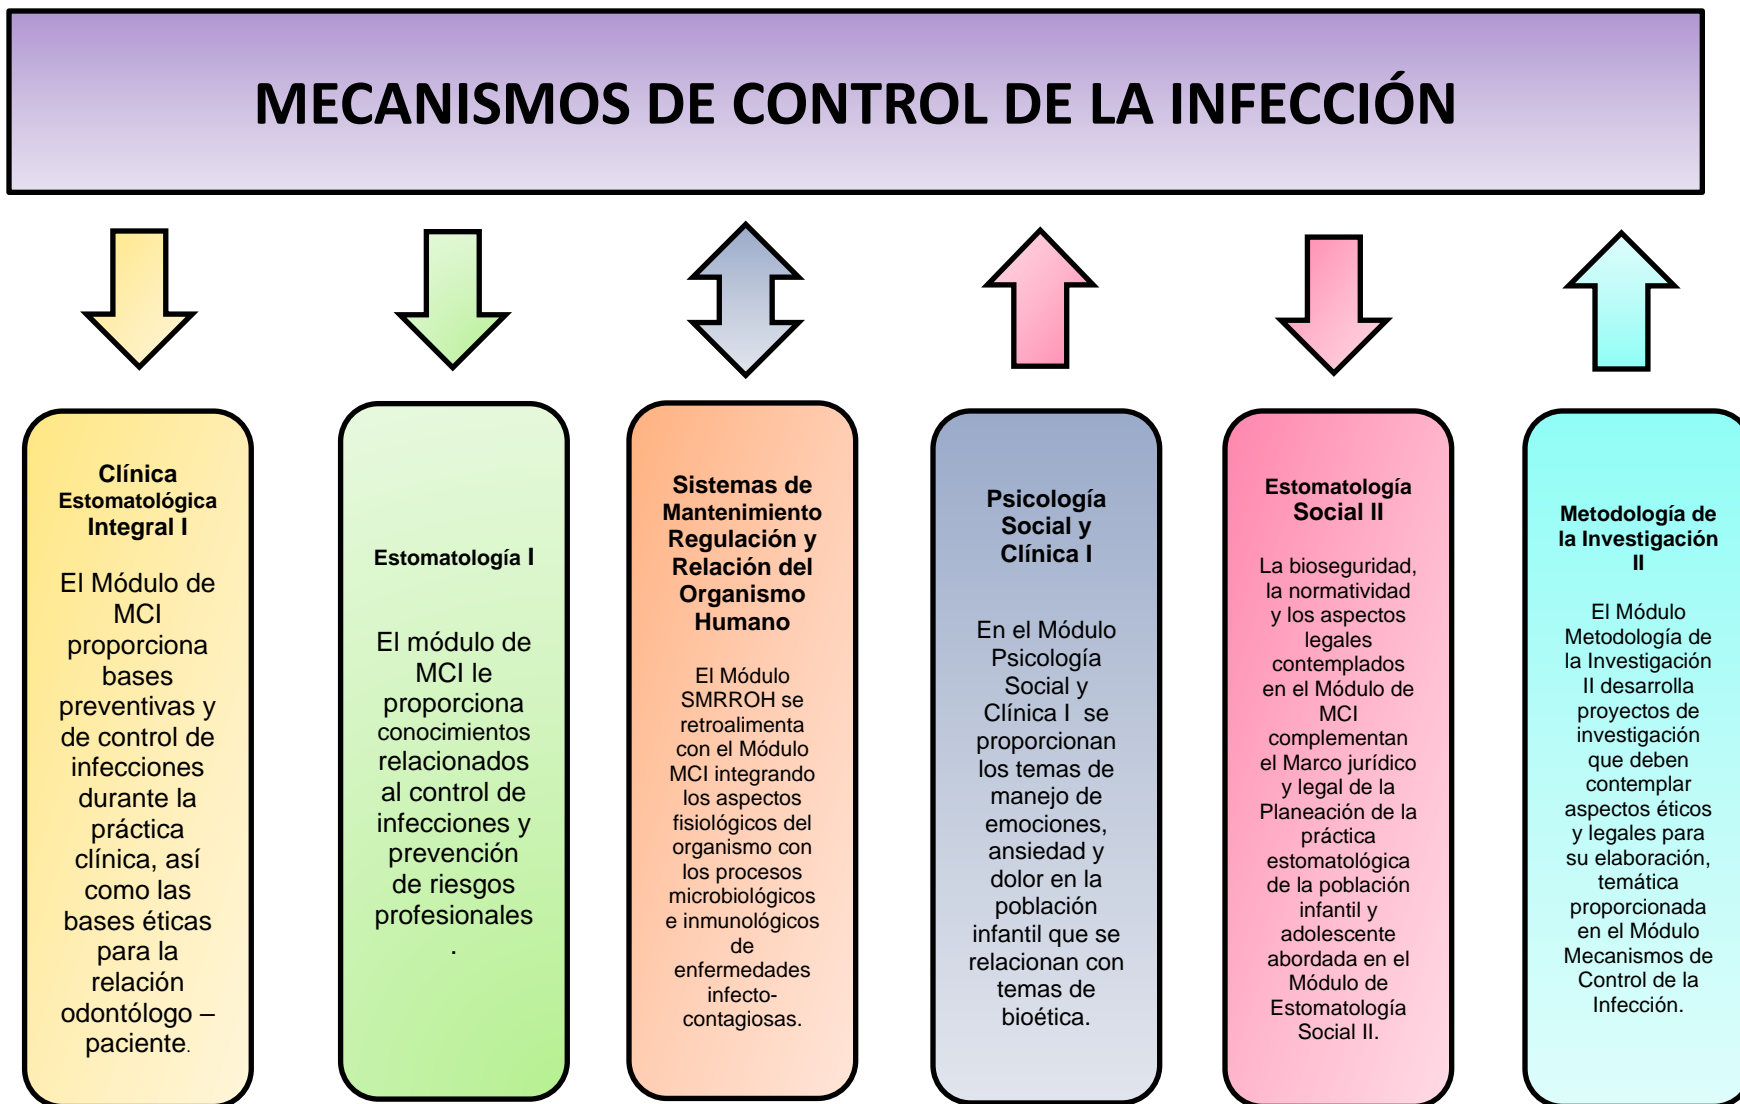 MECANISMOS DE CONTROL DE LA INFECCIÓN
Clínica
Estomatológica
Integral I
El Módulo de
MCI
proporciona
bases
preventivas y
de control de
infecciones
durante la
práctica
clínica, así
como las
bases éticas
para la
relación
odontólogo –
paciente.
Estomatología I
El módulo de
MCI le
proporciona
conocimientos
relacionados
al control de
infecciones y
prevención
de riesgos
profesionales
.
Sistemas de
Mantenimiento
Regulación y
Relación del
Organismo
Humano
El Módulo
SMRROH se
retroalimenta
con el Módulo
MCI integrando
los aspectos
fisiológicos del
organismo con
los procesos
microbiológicos
e inmunológicos
de
enfermedades
infecto-
contagiosas.
Psicología
Social y
Clínica I
En el Módulo
Psicología
Social y
Clínica I se
proporcionan
los temas de
manejo de
emociones,
ansiedad y
dolor en la
población
infantil que se
relacionan con
temas de
bioética.
Estomatología
Social II
La bioseguridad,
la normatividad
y los aspectos
legales
contemplados
en el Módulo de
MCI
complementan
el Marco jurídico
y legal de la
Planeación de la
práctica
estomatológica
de la población
infantil y
adolescente
abordada en el
Módulo de
Estomatología
Social II.
Metodología de
la Investigación
II
El Módulo
Metodología de
la Investigación
II desarrolla
proyectos de
investigación
que deben
contemplar
aspectos éticos
y legales para
su elaboración,
temática
proporcionada
en el Módulo
Mecanismos de
Control de la
Infección.